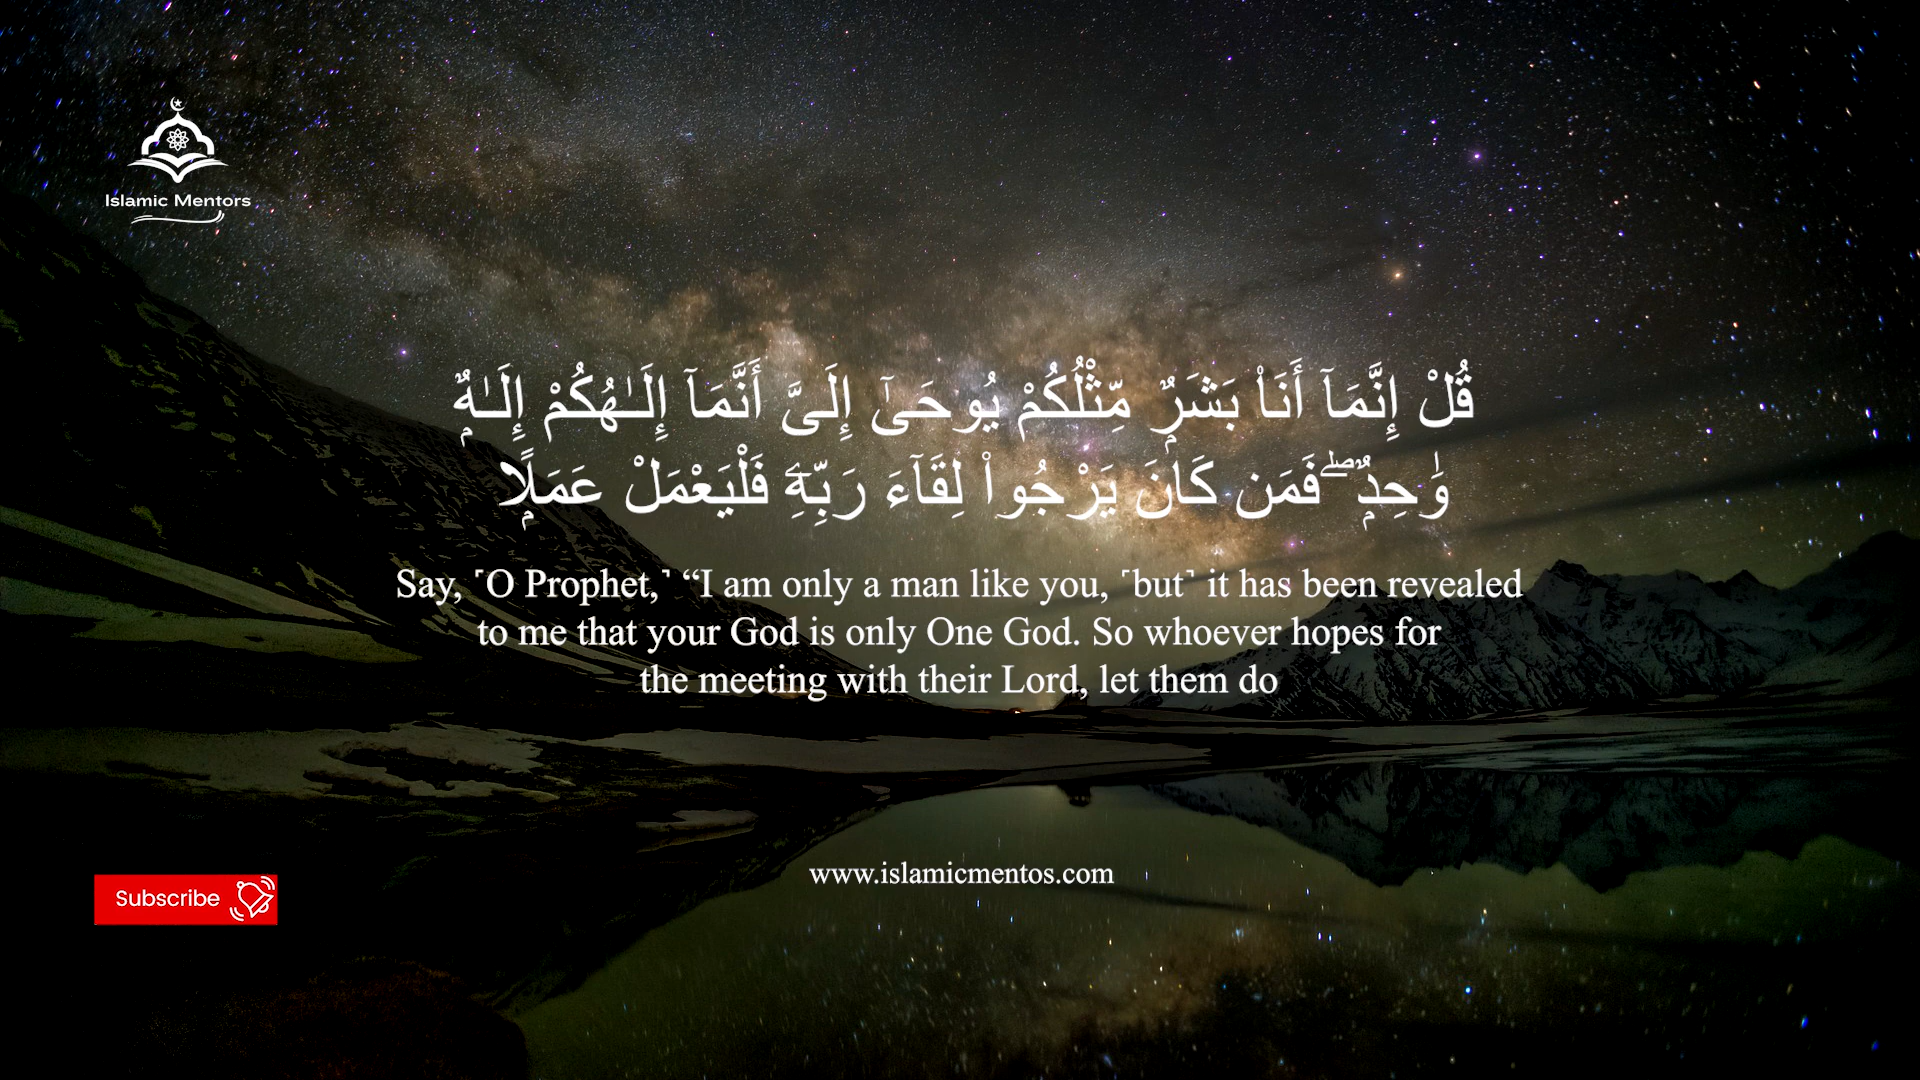 Islamic Mentors
قُلْ إِنَّمَآ أَنَا۠ بَشَرٌۭ مِّثْلُكُمْ يُوحَىٰٓ إِلَىَّ أَنَّمَآ إِلَـٰهُكُمْ إِلَـٰهٌۭ
وَٰحِدٌۭ ۖ فَمَن كَانَ يَرْجُوا۟ لِقَآءَ رَبِّهِۦ فَلْيَعْمَلْ عَمَلًۭا
Say, ˹O Prophet,˺ “I am only a man like you, ˹but˺ it has been revealed
to me that your God is only One God. So whoever hopes for
the meeting with their Lord, let them do
www.islamicmentos.com
Subscribe